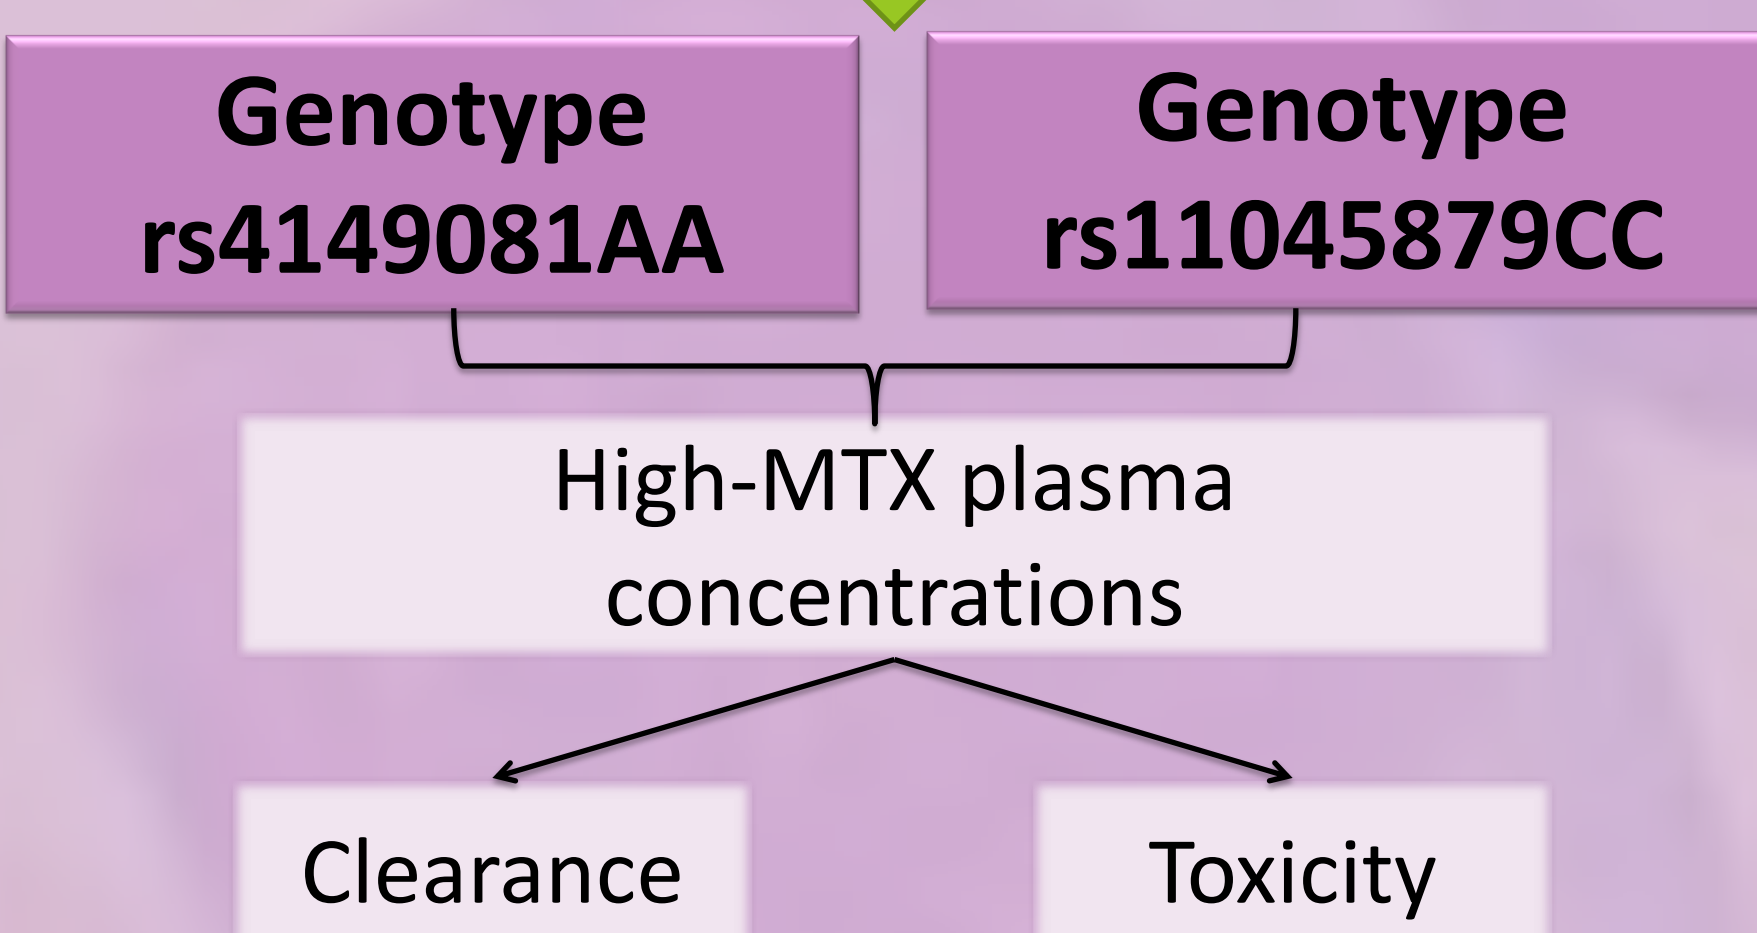 Genotype
rs4149081AA
Genotype
rs11045879CC
High-MTX plasma
concentrations
Clearance
Toxicity